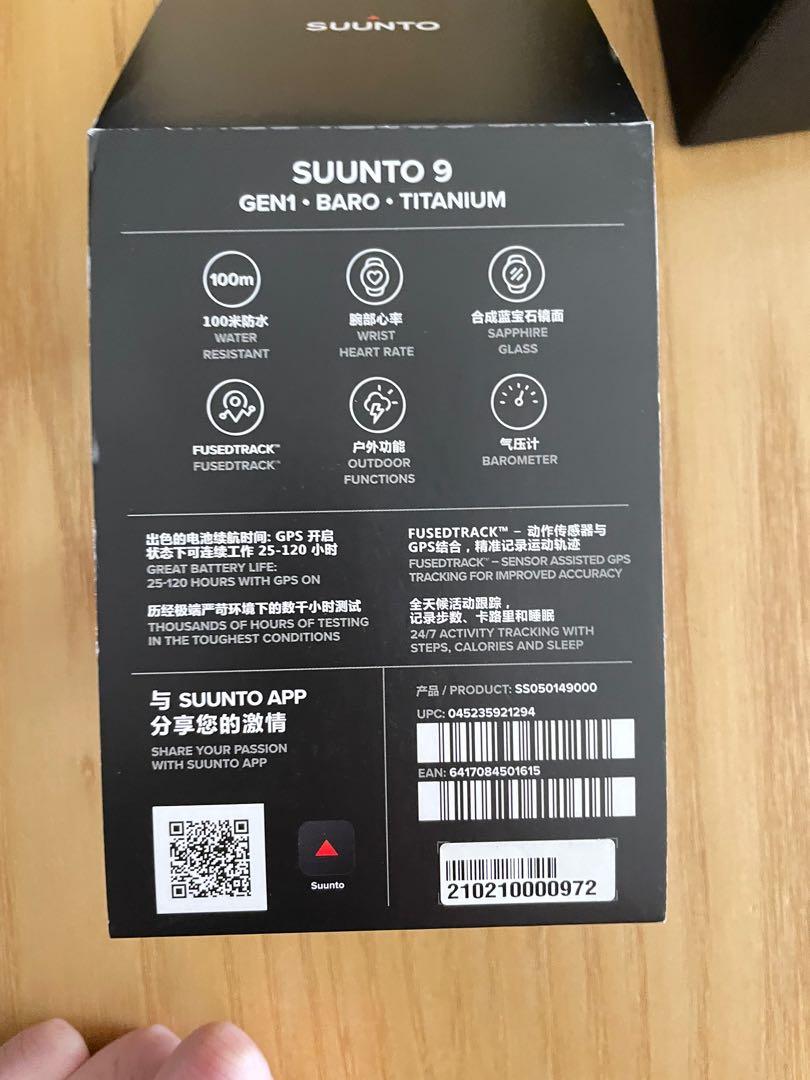 SUUNTO
SUUNTO 9
GEN1 • BARO • TITANIUM
100m
100米防水
WATER
RESISTANT
腕部心率
WRIST
HEART RATE
合成蓝宝石镜面
SAPPHIRE
GLASS
FUSEDTRACK™
FUSEDTRACK™
户外功能
OUTDOOR
FUNCTIONS
气压计
BAROMETER
出色的电池续航时间: GPS 开启
状态下可连续工作 25-120 小时
GREAT BATTERY LIFE:
25-120 HOURS WITH GPS ON
历经极端严苛环境下的数千小时测试
THOUSANDS OF HOURS OF TESTING
IN THE TOUGHEST CONDITIONS
FUSEDTRACK™ – 动作传感器与
GPS结合，精准记录运动轨迹
FUSEDTRACK™ – SENSOR ASSISTED GPS
TRACKING FOR IMPROVED ACCURACY
全天候活动跟踪，
记录步数、卡路里和睡眠
24/7 ACTIVITY TRACKING WITH
STEPS, CALORIES AND SLEEP
与 SUUNTO APP
分享您的激情
SHARE YOUR PASSION
WITH SUUNTO APP
Suunto
产品 / PRODUCT: SS050149000
UPC: 045235921294
EAN: 6417084501615
210210000972